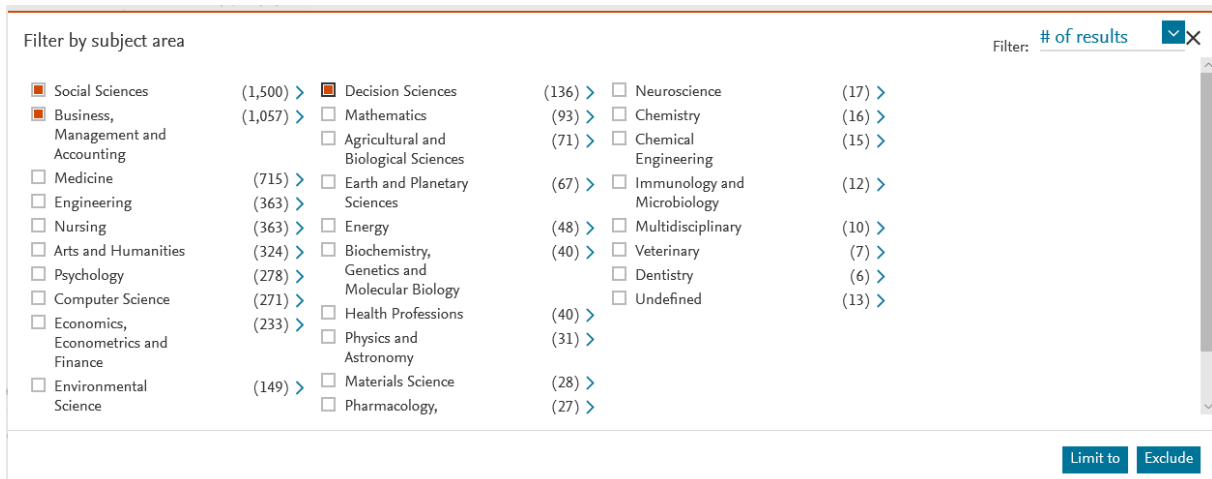 Filter by subject area
Filter: # of results
Social Sciences (1,500)
Business, (1,057)
Management and
Accounting
Medicine (715)
Engineering (363)
Nursing (363)
Arts and Humanities (324)
Psychology (278)
Computer Science (271)
Economics, (233)
Econometrics and
Finance
Environmental (149)
Science
Decision Sciences (136)
Mathematics (93)
Agricultural and (71)
Biological Sciences
Earth and Planetary (67)
Sciences
Energy (48)
Biochemistry, (40)
Genetics and
Molecular Biology
Health Professions (40)
Physics and (31)
Astronomy
Materials Science (28)
Pharmacology, (27)
Neuroscience (17)
Chemistry (16)
Chemical (15)
Engineering
Immunology and (12)
Microbiology
Multidisciplinary (10)
Veterinary (7)
Dentistry (6)
Undefined (13)
Limit to Exclude